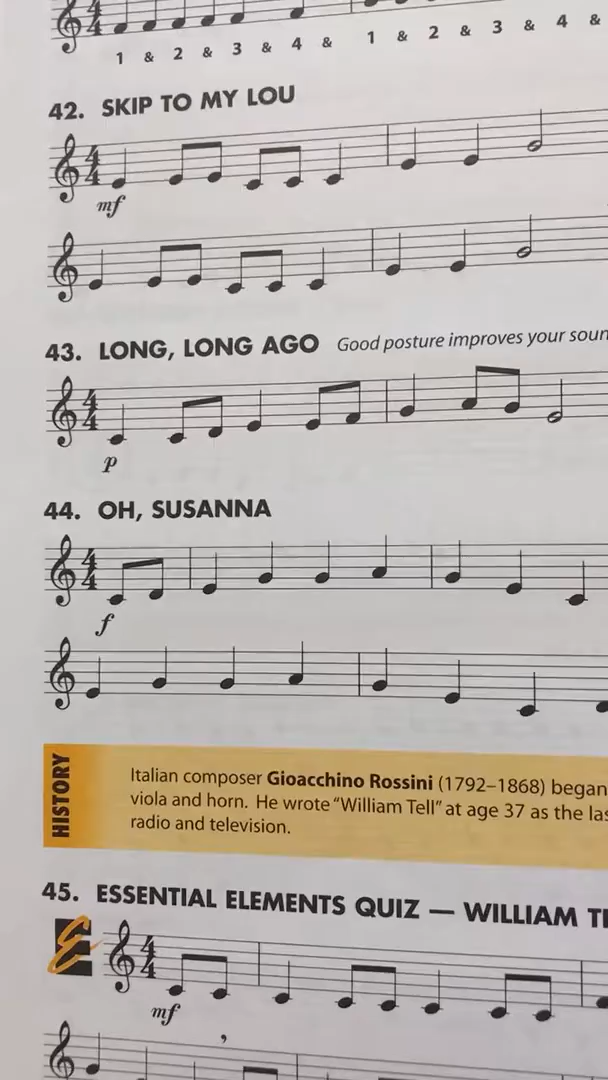 1 & 2 & 3 & 4 & 1 & 2 & 3 & 4 &
42. SKIP TO MY LOU
mf
43. LONG, LONG AGO Good posture improves your
p
44. OH, SUSANNA
f
HISTORY
Italian composer Gioacchino Rossini (1792–1868) began
viola and horn. He wrote “William Tell” at age 37 as the
radio and television.
45. ESSENTIAL ELEMENTS QUIZ — WILLIAM
E
mf